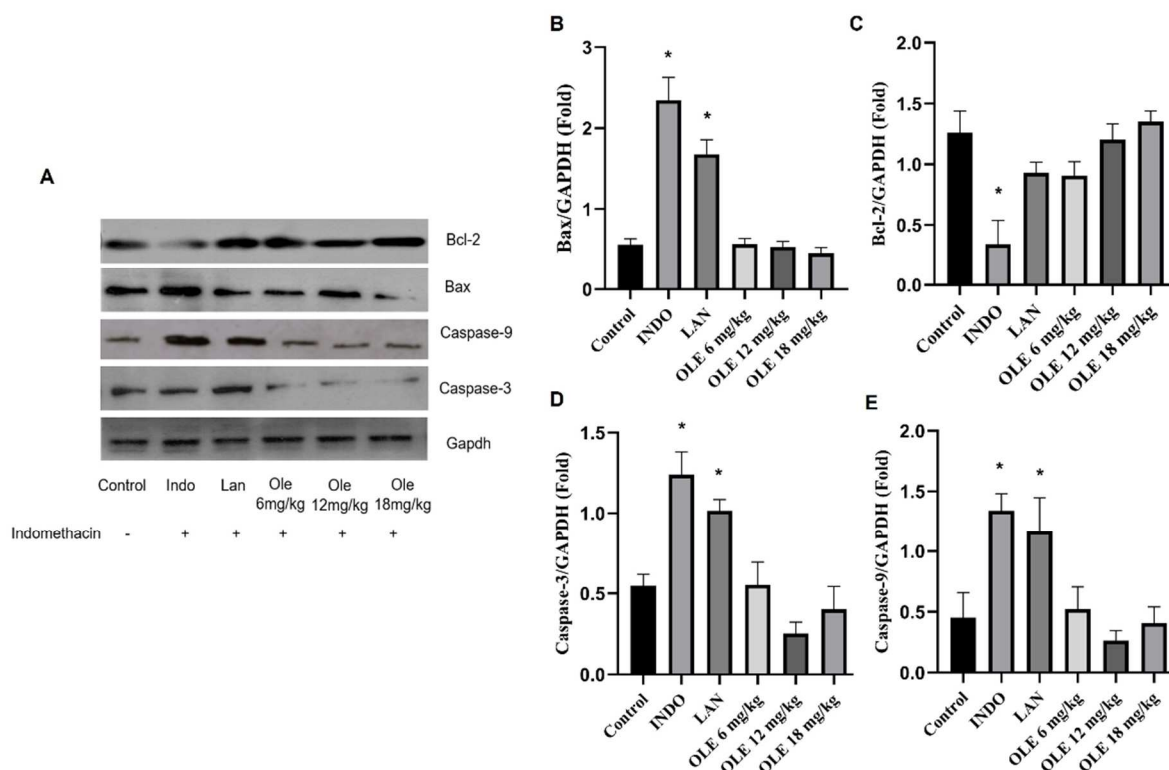 A
Bcl-2
Bax
Caspase-9
Caspase-3
Gapdh
Control Indo Lan Ole 6mg/kg Ole 12mg/kg Ole 18mg/kg
Indomethacin - + + + + +
B
Bax/GAPDH (Fold)
3
2
1
0
*
*
Control
INDO
LAN
OLE 6 mg/kg
OLE 12 mg/kg
OLE 18 mg/kg
C
Bcl-2/GAPDH (Fold)
2.0
1.5
1.0
0.5
0.0
*
Control
INDO
LAN
OLE 6 mg/kg
OLE 12 mg/kg
OLE 18 mg/kg
D
Caspase-3/GAPDH (Fold)
1.5
1.0
0.5
0.0
*
*
Control
INDO
LAN
OLE 6 mg/kg
OLE 12 mg/kg
OLE 18 mg/kg
E
Caspase-9/GAPDH (Fold)
2.0
1.5
1.0
0.5
0.0
*
*
Control
INDO
LAN
OLE 6 mg/kg
OLE 12 mg/kg
OLE 18 mg/kg